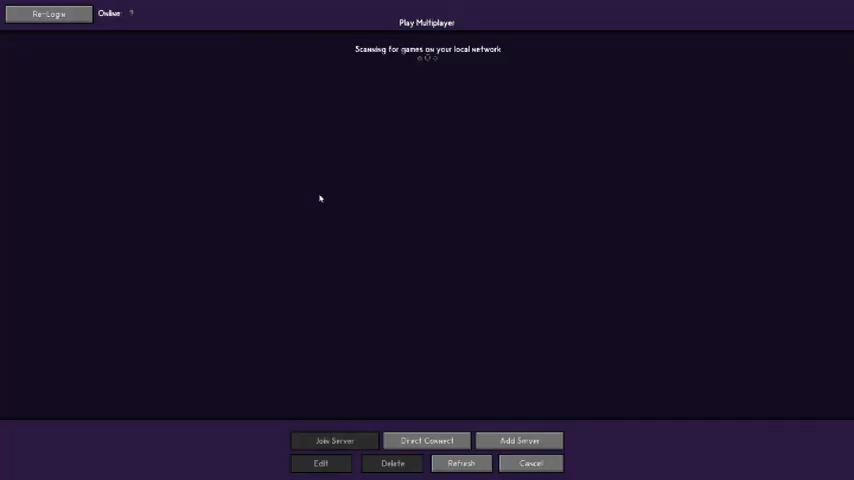 Re-Login
Online: ?
Play Multiplayer
Scanning for games on your local network
o O o
Join Server
Direct Connect
Add Server
Edit
Delete
Refresh
Cancel